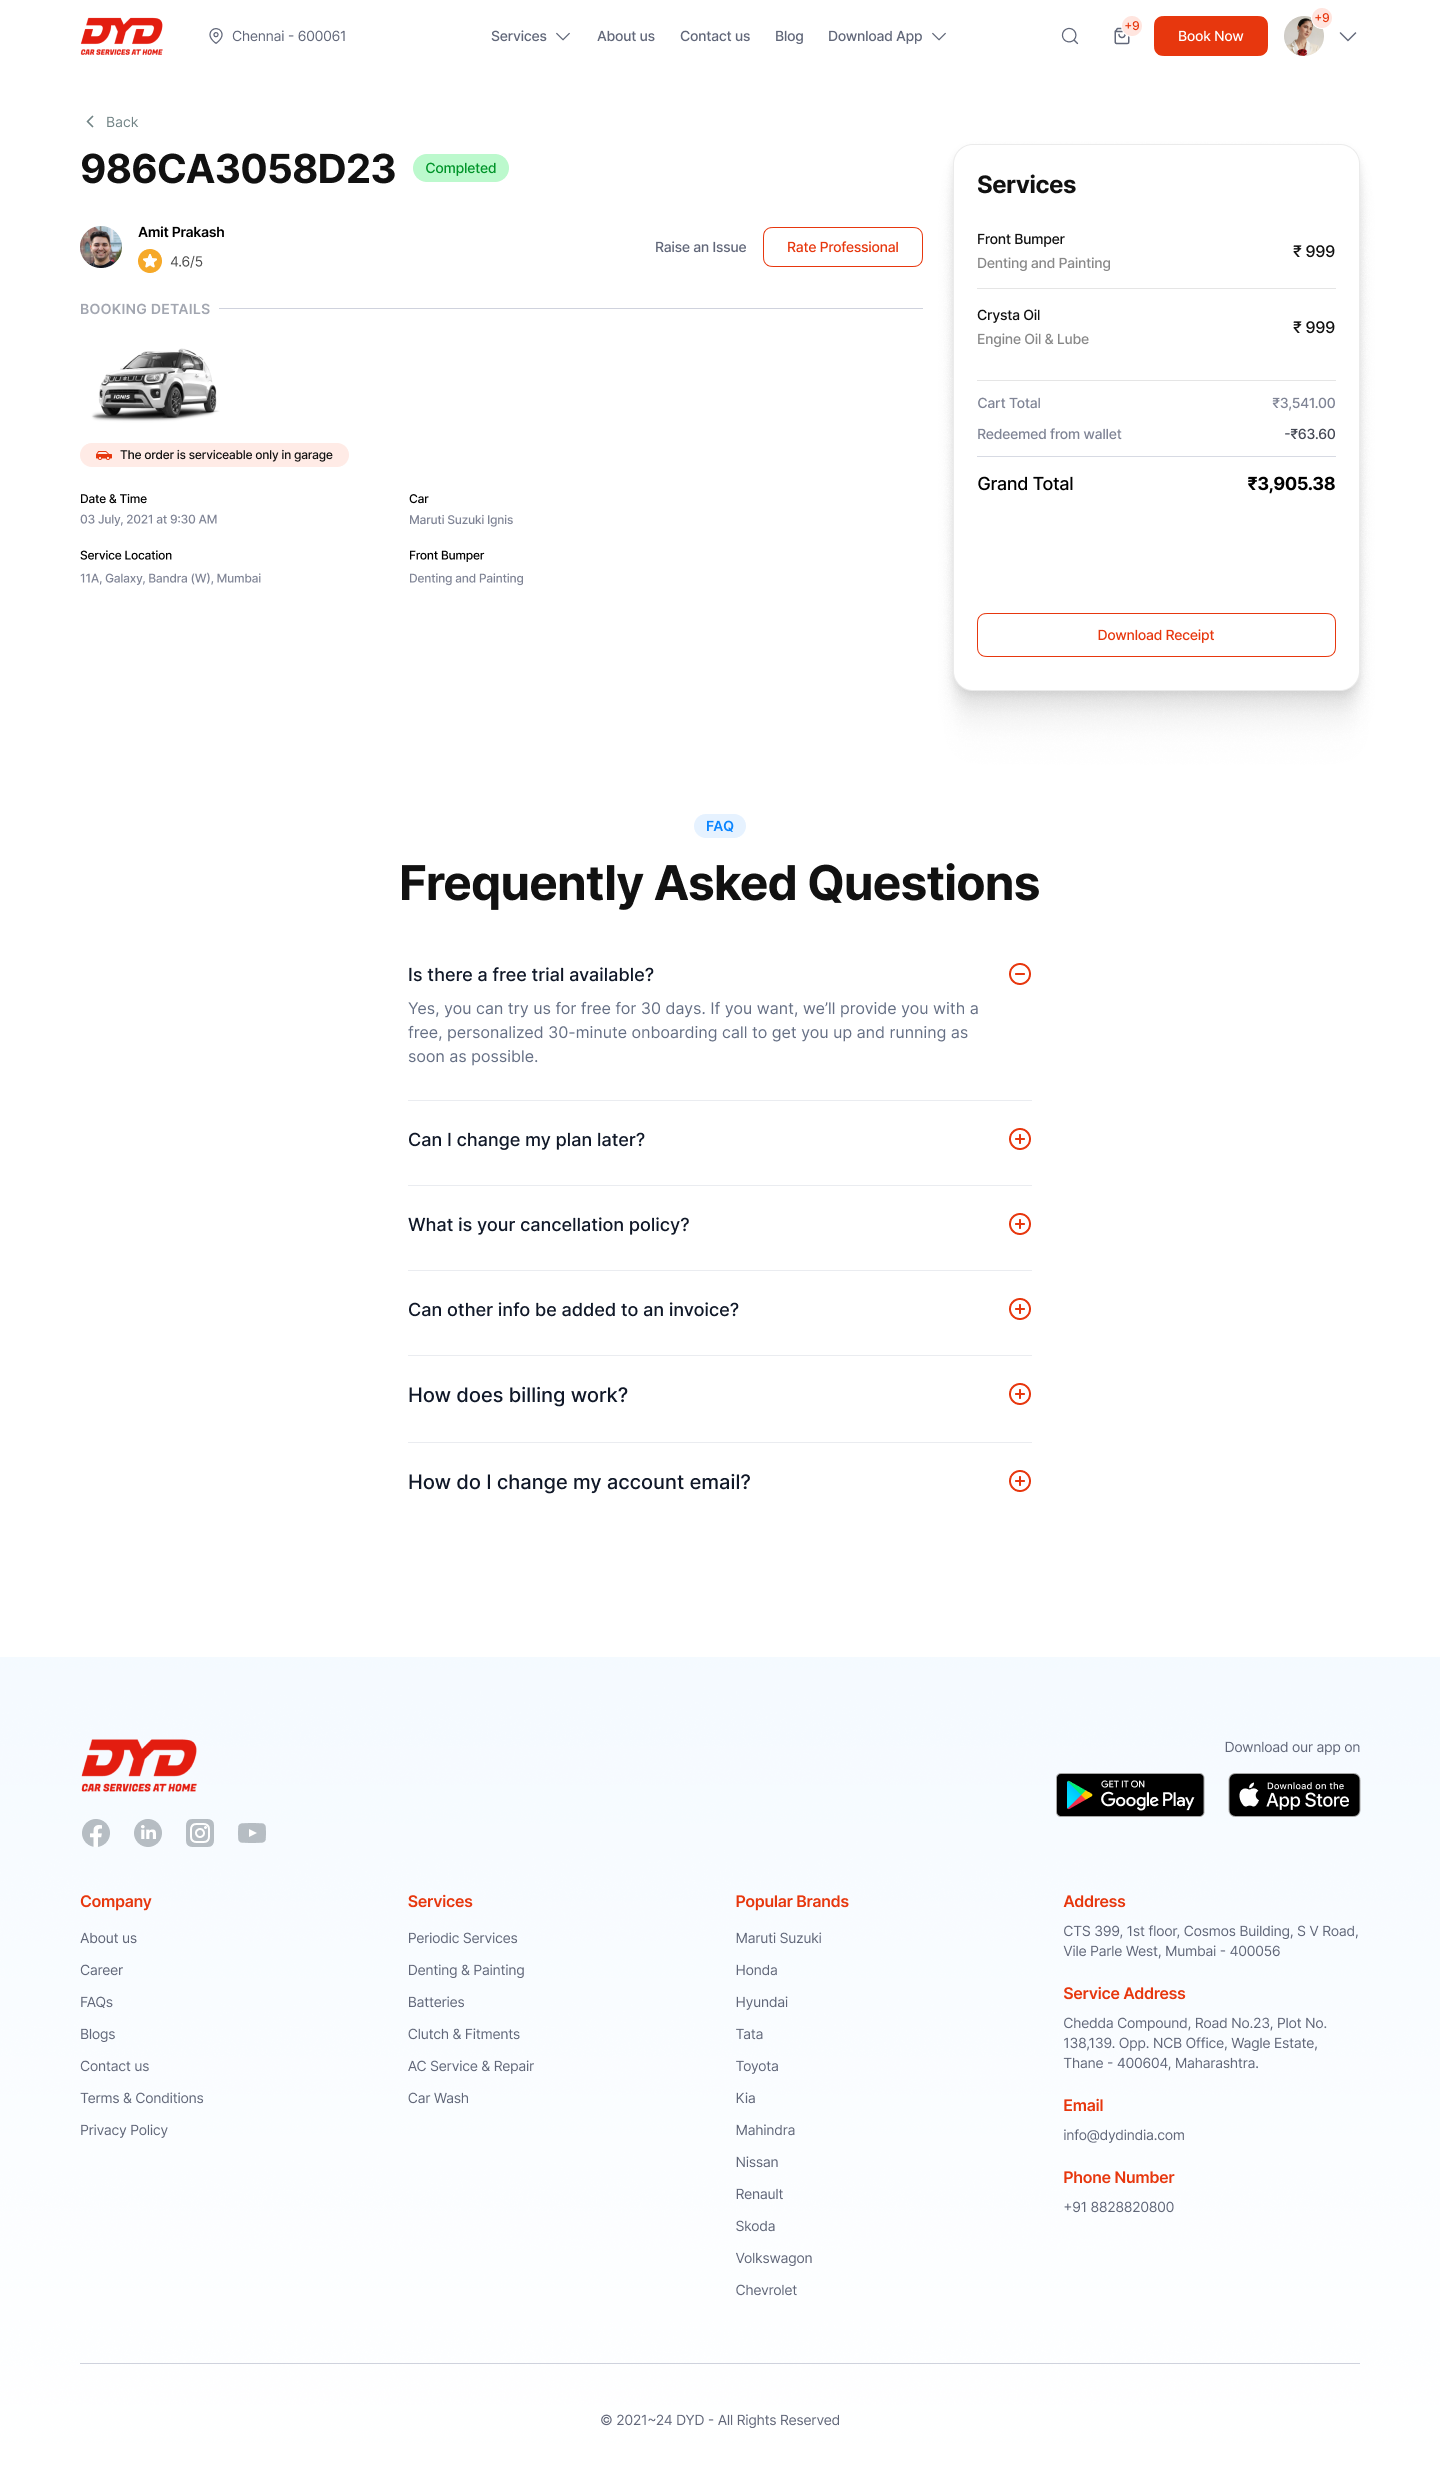 DYD
CAR SERVICES AT HOME
Chennai - 600061
Services
About us
Contact us
Blog
Download App
+9
Book Now
+9
Back
986CA3058D23
Completed
Amit Prakash
4.6/5
Raise an Issue
Rate Professional
BOOKING DETAILS
IGNIS
The order is serviceable only in garage
Date & Time
03 July, 2021 at 9:30 AM
Car
Maruti Suzuki Ignis
Service Location
11A, Galaxy, Bandra (W), Mumbai
Front Bumper
Denting and Painting
Services
Front Bumper
Denting and Painting
₹ 999
Crysta Oil
Engine Oil & Lube
₹ 999
Cart Total
₹3,541.00
Redeemed from wallet
-₹63.60
Grand Total
₹3,905.38
Download Receipt
FAQ
Frequently Asked Questions
Is there a free trial available?
Yes, you can try us for free for 30 days. If you want, we’ll provide you with a
free, personalized 30-minute onboarding call to get you up and running as
soon as possible.
Can I change my plan later?
What is your cancellation policy?
Can other info be added to an invoice?
How does billing work?
How do I change my account email?
DYD
CAR SERVICES AT HOME
Download our app on
GET IT ON
Google Play
Download on the
App Store
Company
About us
Career
FAQs
Blogs
Contact us
Terms & Conditions
Privacy Policy
Services
Periodic Services
Denting & Painting
Batteries
Clutch & Fitments
AC Service & Repair
Car Wash
Popular Brands
Maruti Suzuki
Honda
Hyundai
Tata
Toyota
Kia
Mahindra
Nissan
Renault
Skoda
Volkswagon
Chevrolet
Address
CTS 399, 1st floor, Cosmos Building, S V Road,
Vile Parle West, Mumbai - 400056
Service Address
Chedda Compound, Road No.23, Plot No.
138,139. Opp. NCB Office, Wagle Estate,
Thane - 400604, Maharashtra.
Email
info@dydindia.com
Phone Number
+91 8828820800
© 2021~24 DYD - All Rights Reserved